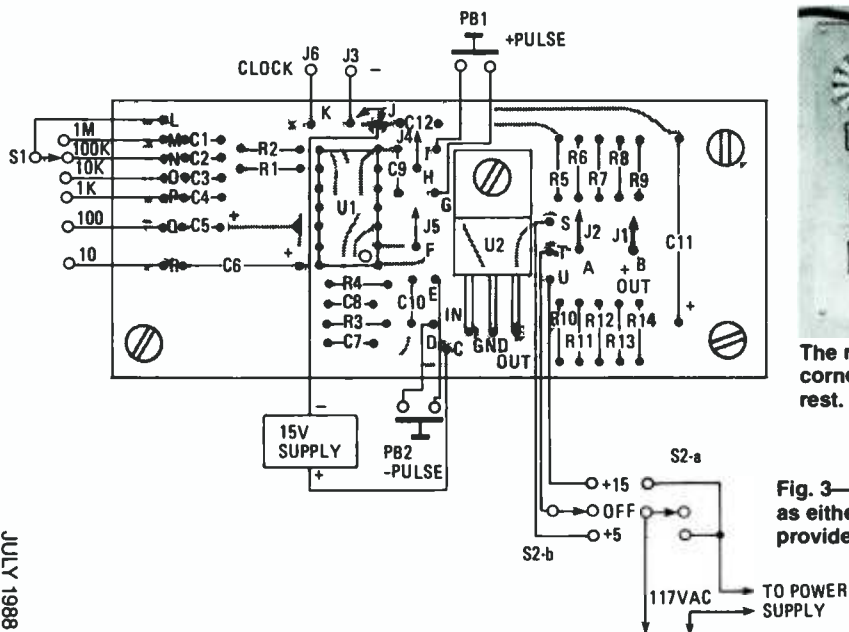 PB1
+PULSE
J6
J3
CLOCK
-
K
J
L
1M
M C1
C12
J4
I
S1
100K
N C2
R2
10K
O C3
R1
C9
H
1K
P C4
U1
G
R6
R8
R5
R7
R9
100
Q C5
+
J5
S
J2
J1
C11
U2
T
10
R
C6
+
F
A
+
B
U
OUT
R4
C8
C10
E
IN
R10
R12
R14
R3
D
R11
R13
+
C7
C
GND
OUT
The
corne
rest.
-
15V
SUPPLY
+
PB2
-PULSE
S2-a
+15
OFF
+5
S2-b
Fig. 3—
as either
provide
117VAC
TO POWER
SUPPLY
JULY 1988